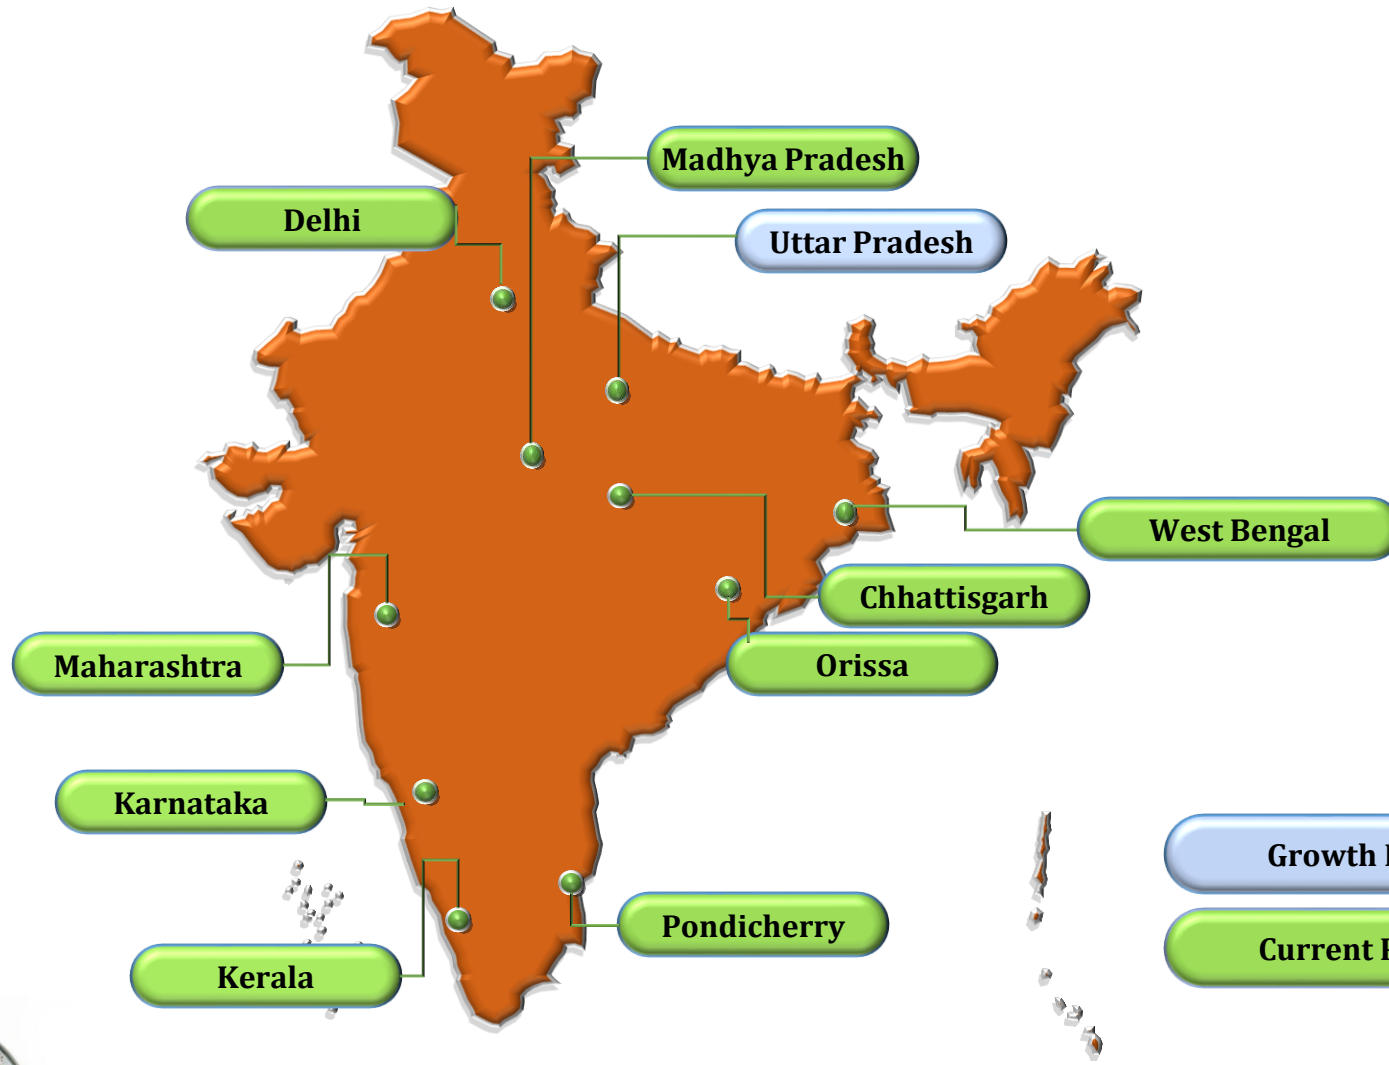 Madhya Pradesh
Delhi
Uttar Pradesh
West Bengal
Chhattisgarh
Maharashtra
Orissa
Karnataka
Growth
Pondicherry
Current
Kerala